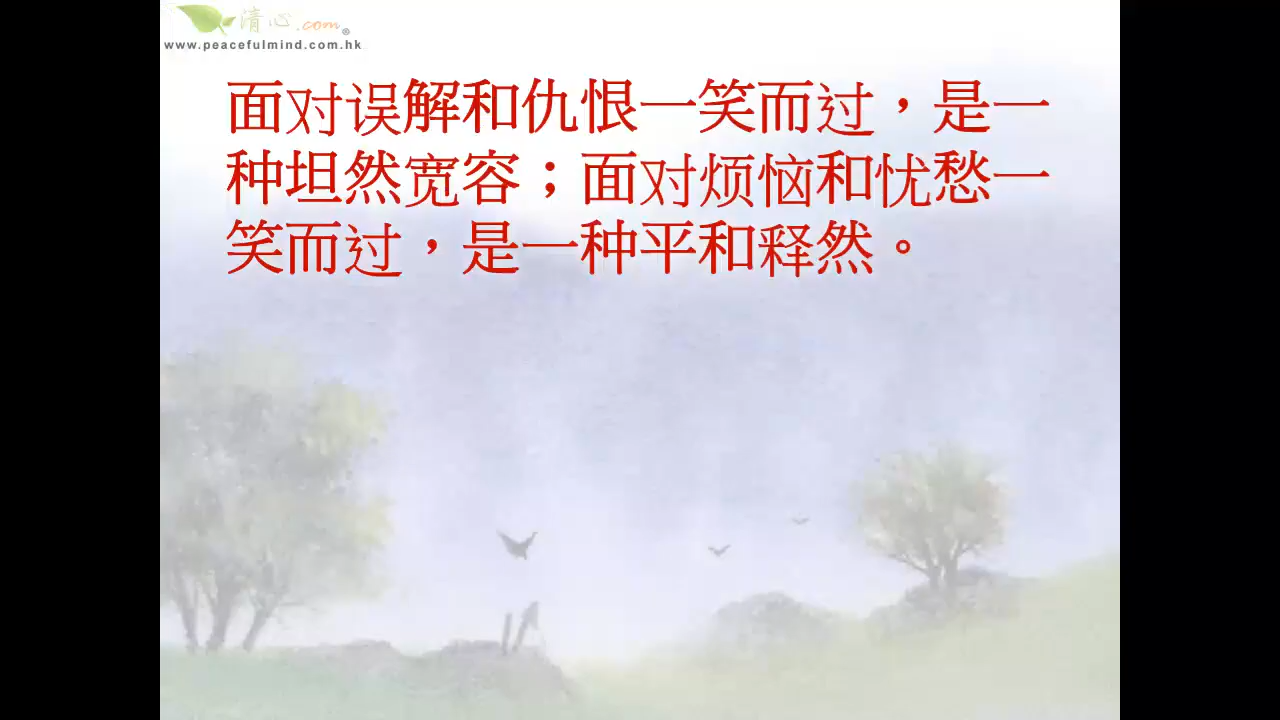 清心.com®
www.peacefulmind.com.hk
面对误解和仇恨一笑而过，是一
种坦然宽容；面对烦恼和忧愁一
笑而过，是一种平和释然。